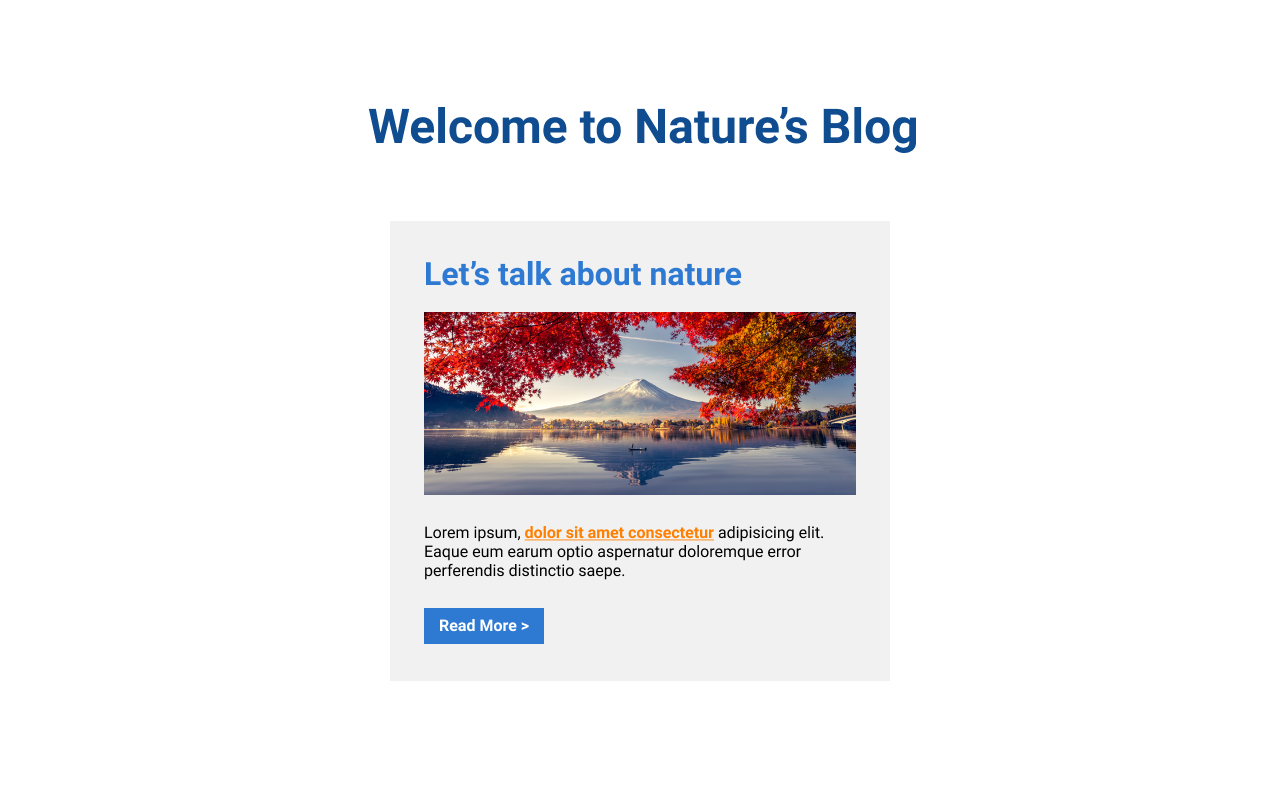 Welcome to Nature’s Blog
Let’s talk about nature
Lorem ipsum, dolor sit amet consectetur adipisicing elit.
Eaque eum earum optio aspernatur doloremque error
perferendis distinctio saepe.
Read More >